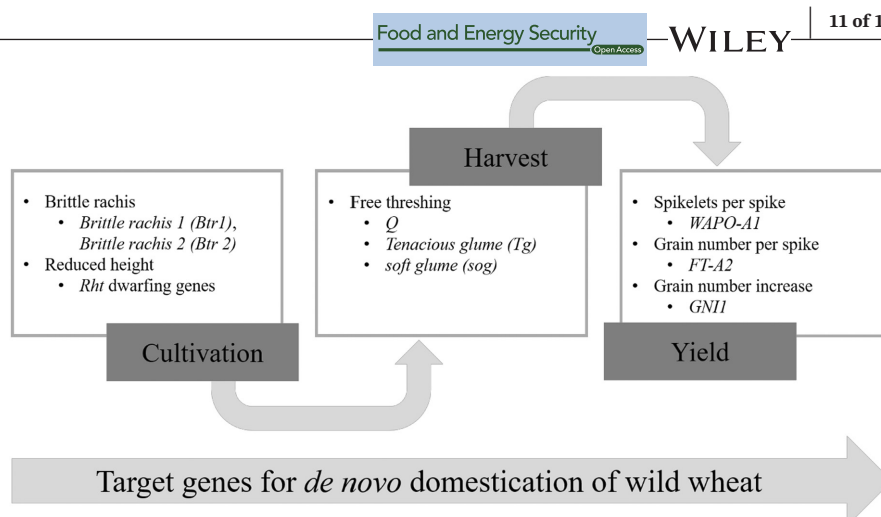 11 of 1
Food and Energy Security
Open Access
WILEY
Brittle rachis
Brittle rachis 1 (Btr1),
Brittle rachis 2 (Btr 2)
Reduced height
Rht dwarfing genes
Cultivation
Harvest
Free threshing
Q
Tenacious glume (Tg)
soft glume (sog)
Spikelets per spike
WAPO-A1
Grain number per spike
FT-A2
Grain number increase
GNI1
Yield
Target genes for de novo domestication of wild wheat